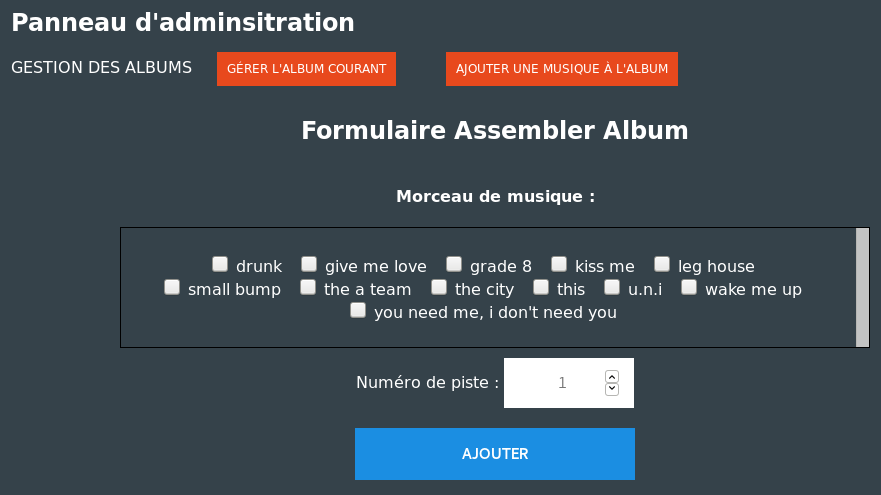 Panneau d'adminsitration
GESTION DES ALBUMS GÉRER L'ALBUM COURANT AJOUTER UNE MUSIQUE À L'ALBUM
Formulaire Assembler Album
Morceau de musique :
drunk give me love grade 8 kiss me leg house
small bump the a team the city this u.n.i wake me up
you need me, i don't need you
Numéro de piste : 1
AJOUTER